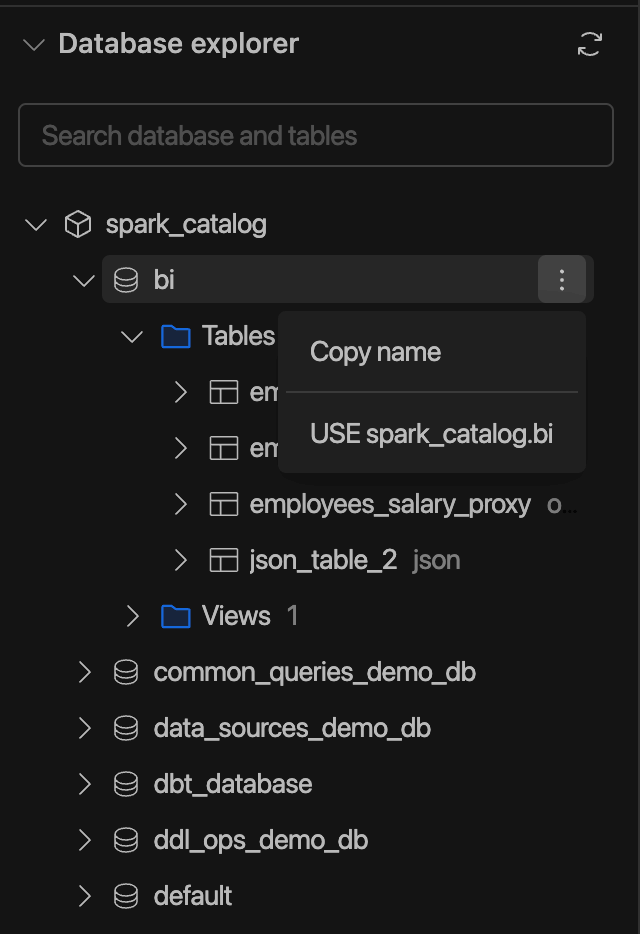 Database explorer
Search database and tables
spark_catalog
bi
Tables
Copy name
em
USE spark_catalog.bi
em
employees_salary_proxy o...
json_table_2 json
Views 1
common_queries_demo_db
data_sources_demo_db
dbt_database
ddl_ops_demo_db
default